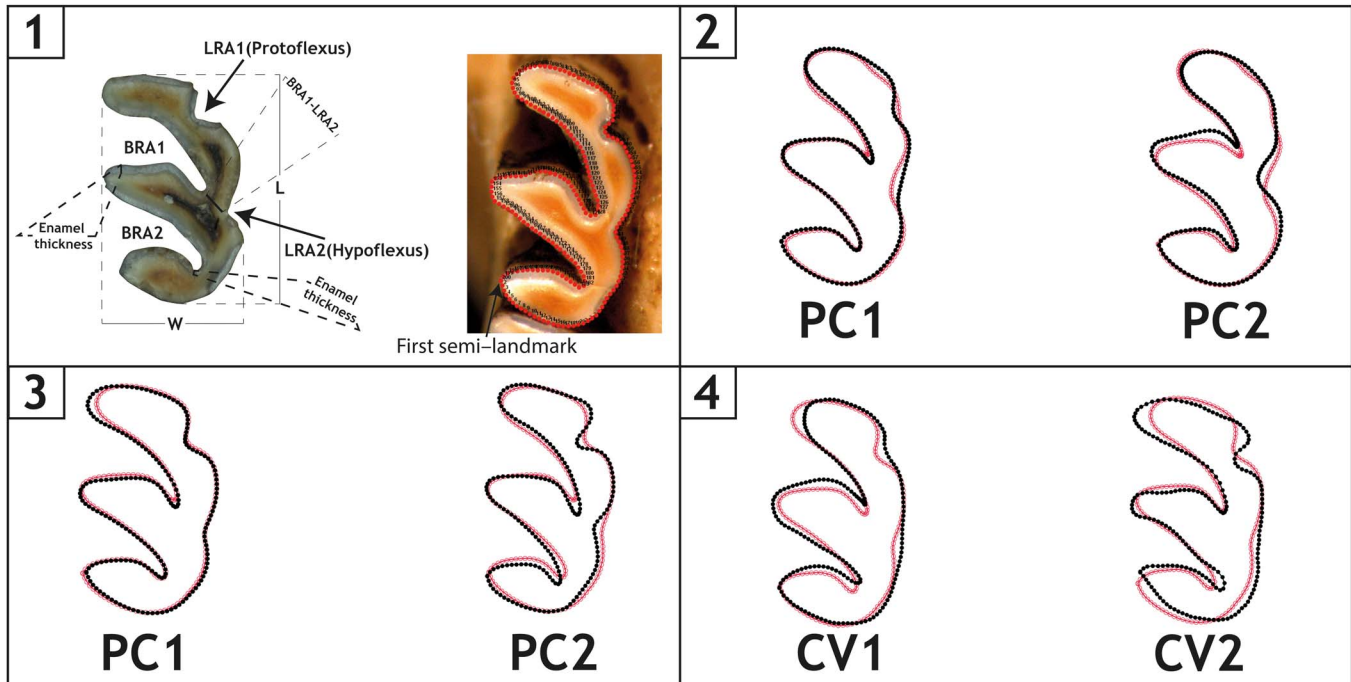 1
LRA1(Protoflexus)
BRA1-LRA2
BRA1
L
Enamel
thickness
BRA2
LRA2(Hypoflexus)
Enamel
thickness
W
First semi–landmark
2
PC1
PC2
3
PC1
PC2
4
CV1
CV2